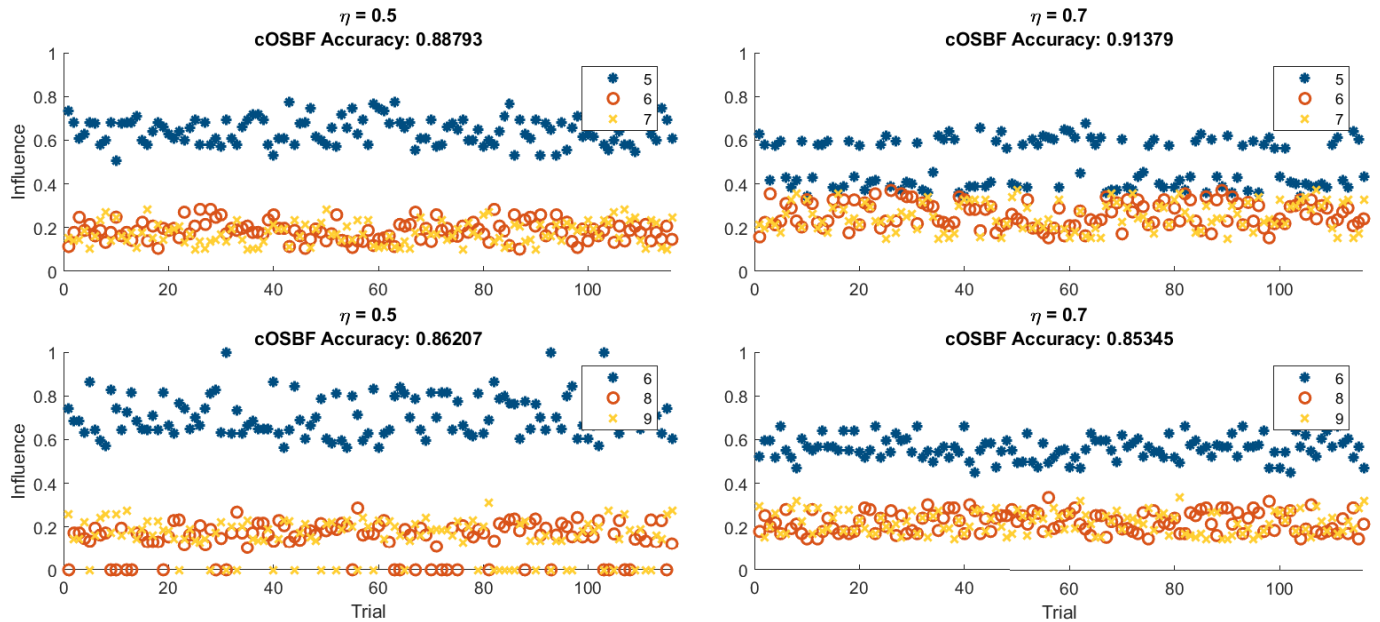 η = 0.5
cOSBF Accuracy: 0.88793
1
0.8
0.6
0.4
0.2
0
Influence
0 20 40 60 80 100
5
6
7
η = 0.7
cOSBF Accuracy: 0.91379
1
0.8
0.6
0.4
0.2
0
0 20 40 60 80 100
5
6
7
η = 0.5
cOSBF Accuracy: 0.86207
1
0.8
0.6
0.4
0.2
0
Influence
0 20 40 60 80 100
Trial
6
8
9
η = 0.7
cOSBF Accuracy: 0.85345
1
0.8
0.6
0.4
0.2
0
0 20 40 60 80 100
Trial
6
8
9